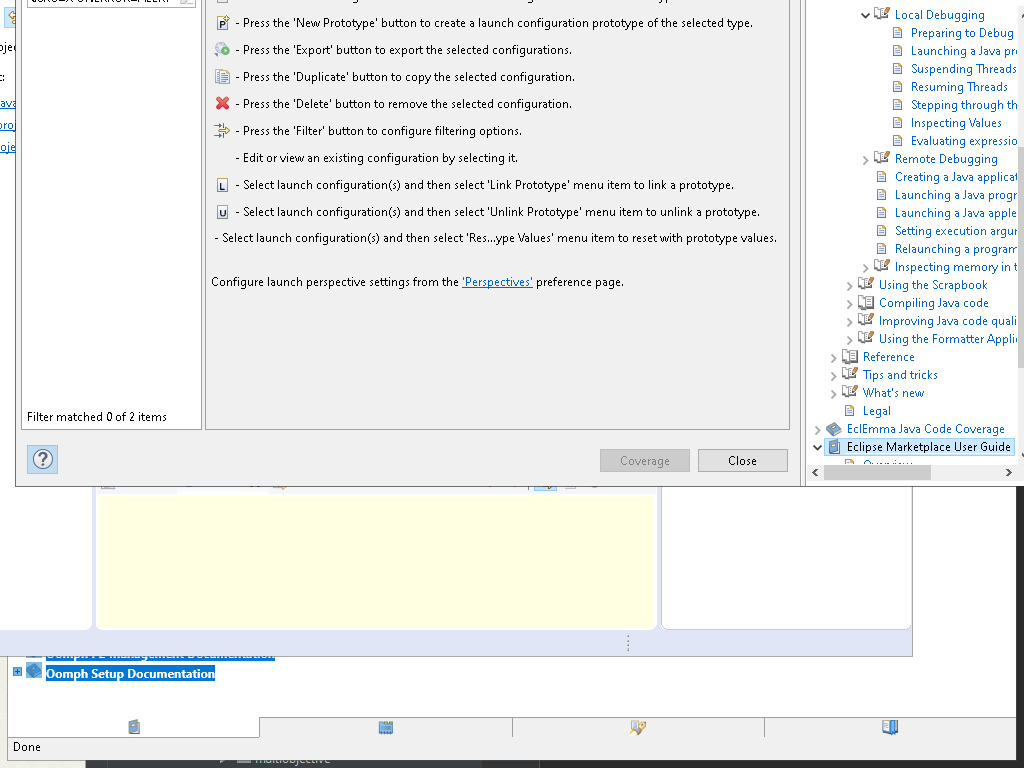 - Press the 'New Prototype' button to create a launch configuration prototype of the selected type.
- Press the 'Export' button to export the selected configurations.
- Press the 'Duplicate' button to copy the selected configuration.
- Press the 'Delete' button to remove the selected configuration.
- Press the 'Filter' button to configure filtering options.
- Edit or view an existing configuration by selecting it.
L - Select launch configuration(s) and then select 'Link Prototype' menu item to link a prototype.
U - Select launch configuration(s) and then select 'Unlink Prototype' menu item to unlink a prototype.
- Select launch configuration(s) and then select 'Res...ype Values' menu item to reset with prototype values.
Configure launch perspective settings from the 'Perspectives' preference page.
Filter matched 0 of 2 items
Coverage
Close
Local Debugging
Preparing to Debug
Launching a Java pr
Suspending Threads
Resuming Threads
Stepping through th
Inspecting Values
Evaluating expressio
Remote Debugging
Creating a Java applicat
Launching a Java progr
Launching a Java apple
Setting execution argur
Relaunching a program
Inspecting memory in t
Using the Scrapbook
Compiling Java code
Improving Java code quali
Using the Formatter Appli
Reference
Tips and tricks
What's new
Legal
EclEmma Java Code Coverage
Eclipse Marketplace User Guide
Overview
Oomph Setup Documentation
Done
multiobjective